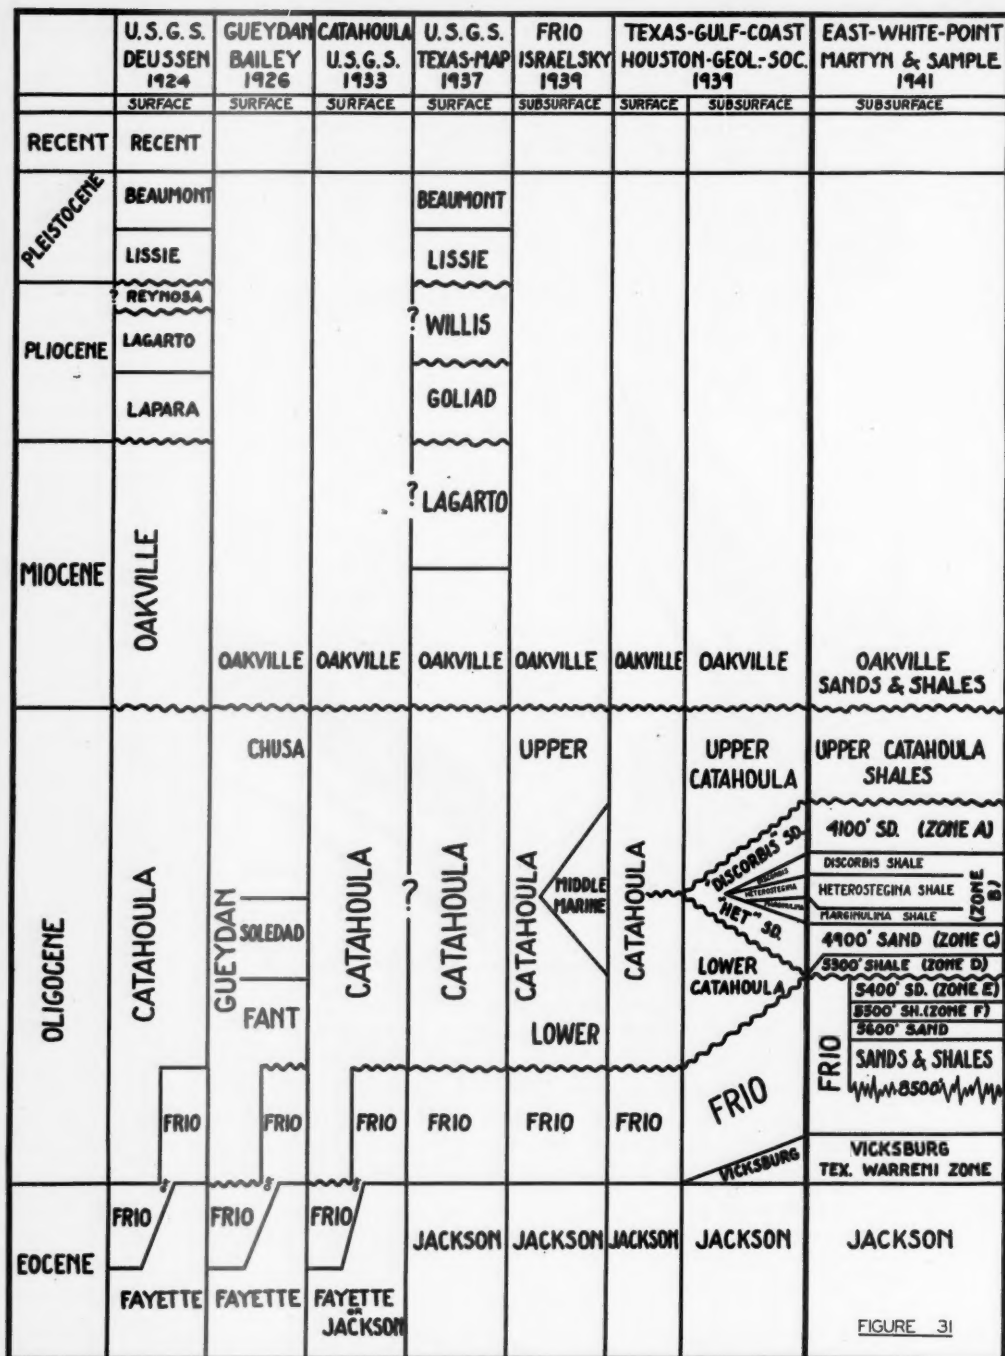 U.S.G.S. DEUSSEN 1924
GUEYDAN BAILEY 1926
CATAHOULA U.S.G.S. 1933
U.S.G.S. TEXAS-MAP 1937
FRIO ISRAELSKY 1939
TEXAS-GULF-COAST HOUSTON-GEOL.-SOC. 1939
EAST-WHITE-POINT MARTYN & SAMPLE 1941
SURFACE
SURFACE
SURFACE
SURFACE
SUBSURFACE
SURFACE
SUBSURFACE
SUBSURFACE
RECENT
RECENT
PLEISTOCENE
BEAUMONT
BEAUMONT
LISSIE
LISSIE
PLIOCENE
? REYNOSA
LAGARTO
LAPARA
? WILLIS
GOLIAD
MIOCENE
OAKVILLE
? LAGARTO
OAKVILLE
OAKVILLE
OAKVILLE
OAKVILLE
OAKVILLE
OAKVILLE
OAKVILLE
SANDS & SHALES
OLIGOCENE
CATAHOULA
GUEYDAN
CHUSA
SOLEDAD
FANT
CATAHOULA
?
CATAHOULA
CATAHOULA
UPPER
MIDDLE
MARINE
LOWER
CATAHOULA
UPPER
CATAHOULA
"DISCORBIS" SD.
DISCORBIS
HETEROSTEGINA
MARGINULINA
"HET" SD.
LOWER
CATAHOULA
UPPER CATAHOULA
SHALES
4100' SD. (ZONE A)
DISCORBIS SHALE
HETEROSTEGINA SHALE
MARGINULINA SHALE
(ZONE B)
4900' SAND (ZONE C)
5300' SHALE (ZONE D)
FRIO
5400' SD. (ZONE E)
5500' SH. (ZONE F)
5600' SAND
SANDS & SHALES
8500'
FRIO
FRIO
FRIO
FRIO
FRIO
FRIO
FRIO
VICKSBURG
VICKSBURG
TEX. WARRENI ZONE
EOCENE
?
FRIO
FAYETTE
?
FRIO
FAYETTE
?
FRIO
FAYETTE
OR
JACKSON
JACKSON
JACKSON
JACKSON
JACKSON
JACKSON
FIGURE 31